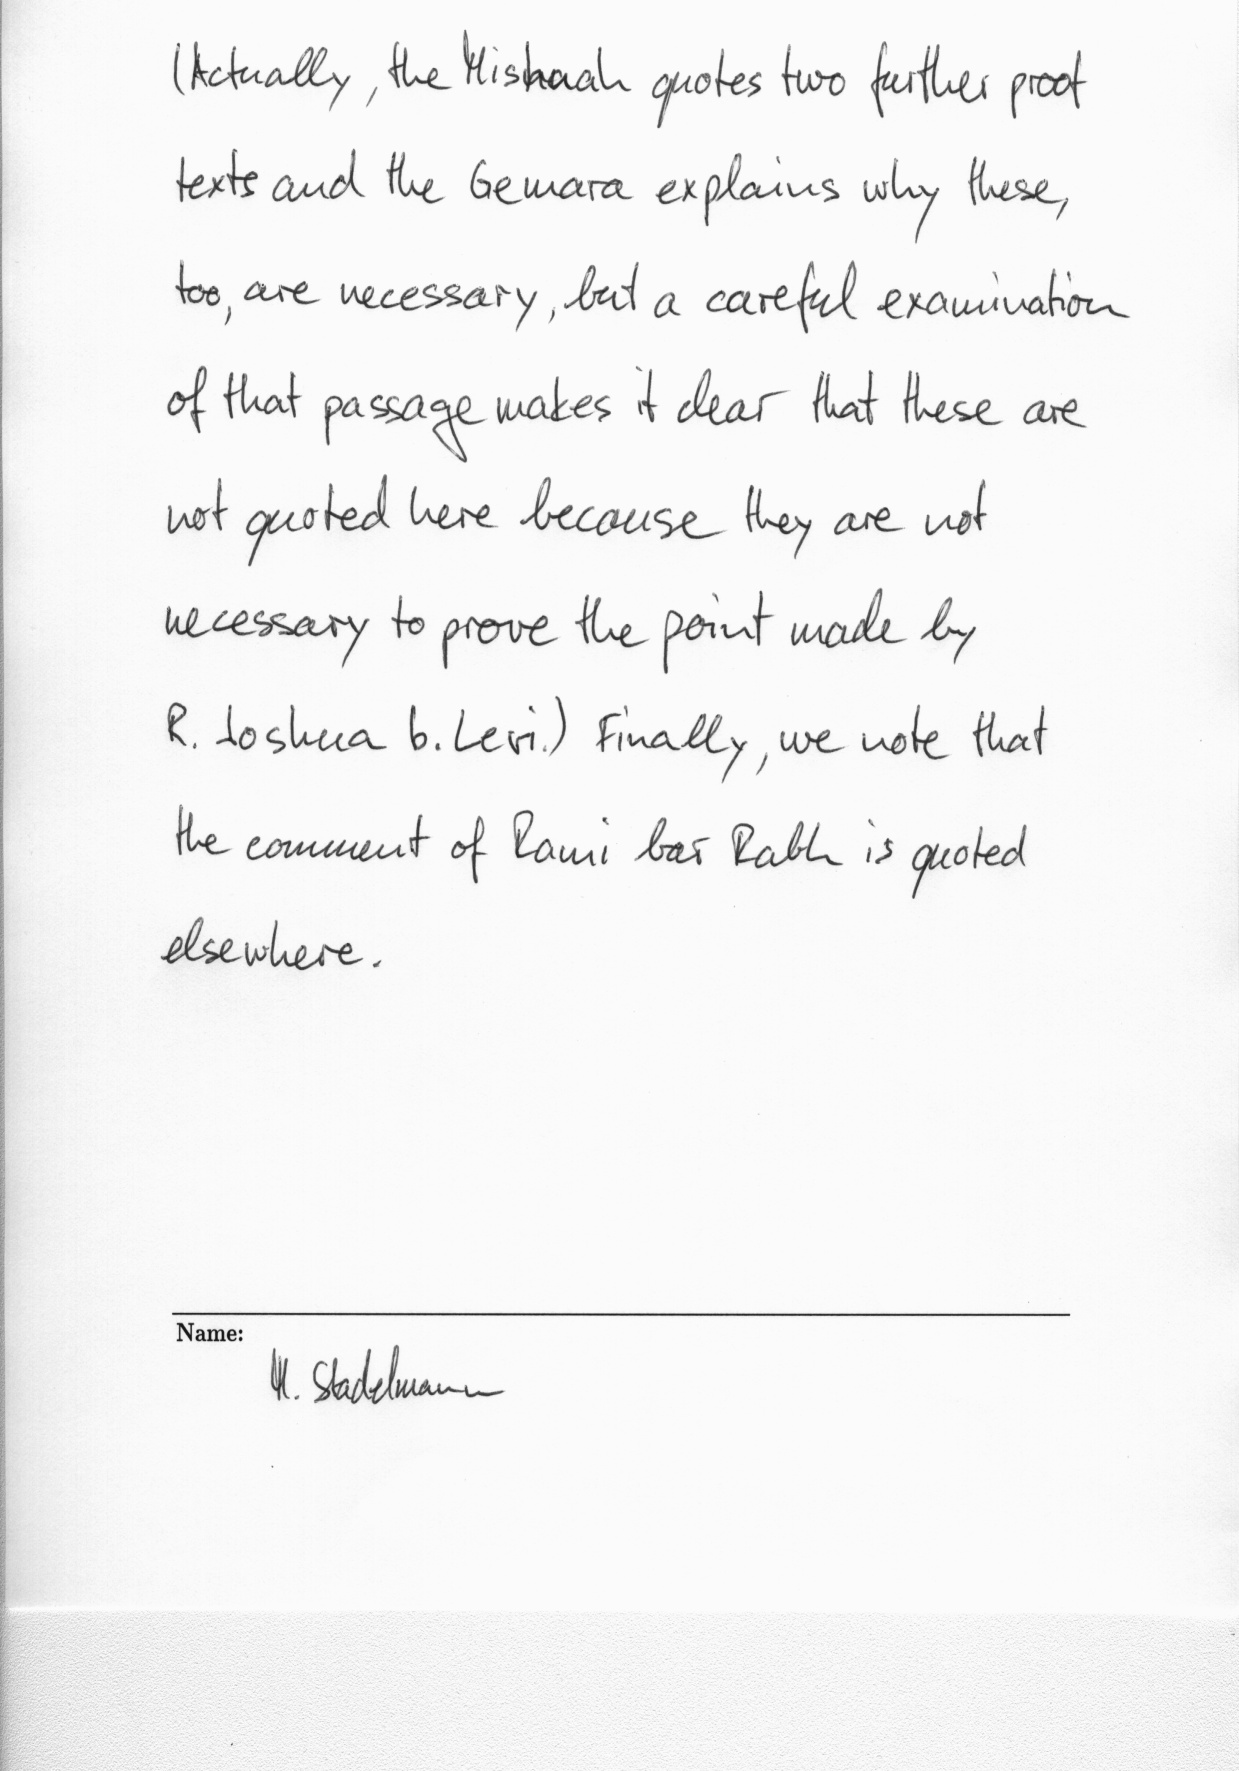 (Actually, the Mishnah quotes two further proof
texts and the Gemara explains why these,
too, are necessary, but a careful examination
of that passage makes it clear that these are
not quoted here because they are not
necessary to prove the point made by
R. Joshua b. Levi.) Finally, we note that
the comment of Rami bar Rabh is quoted
elsewhere.
Name:
M. Stadelmann